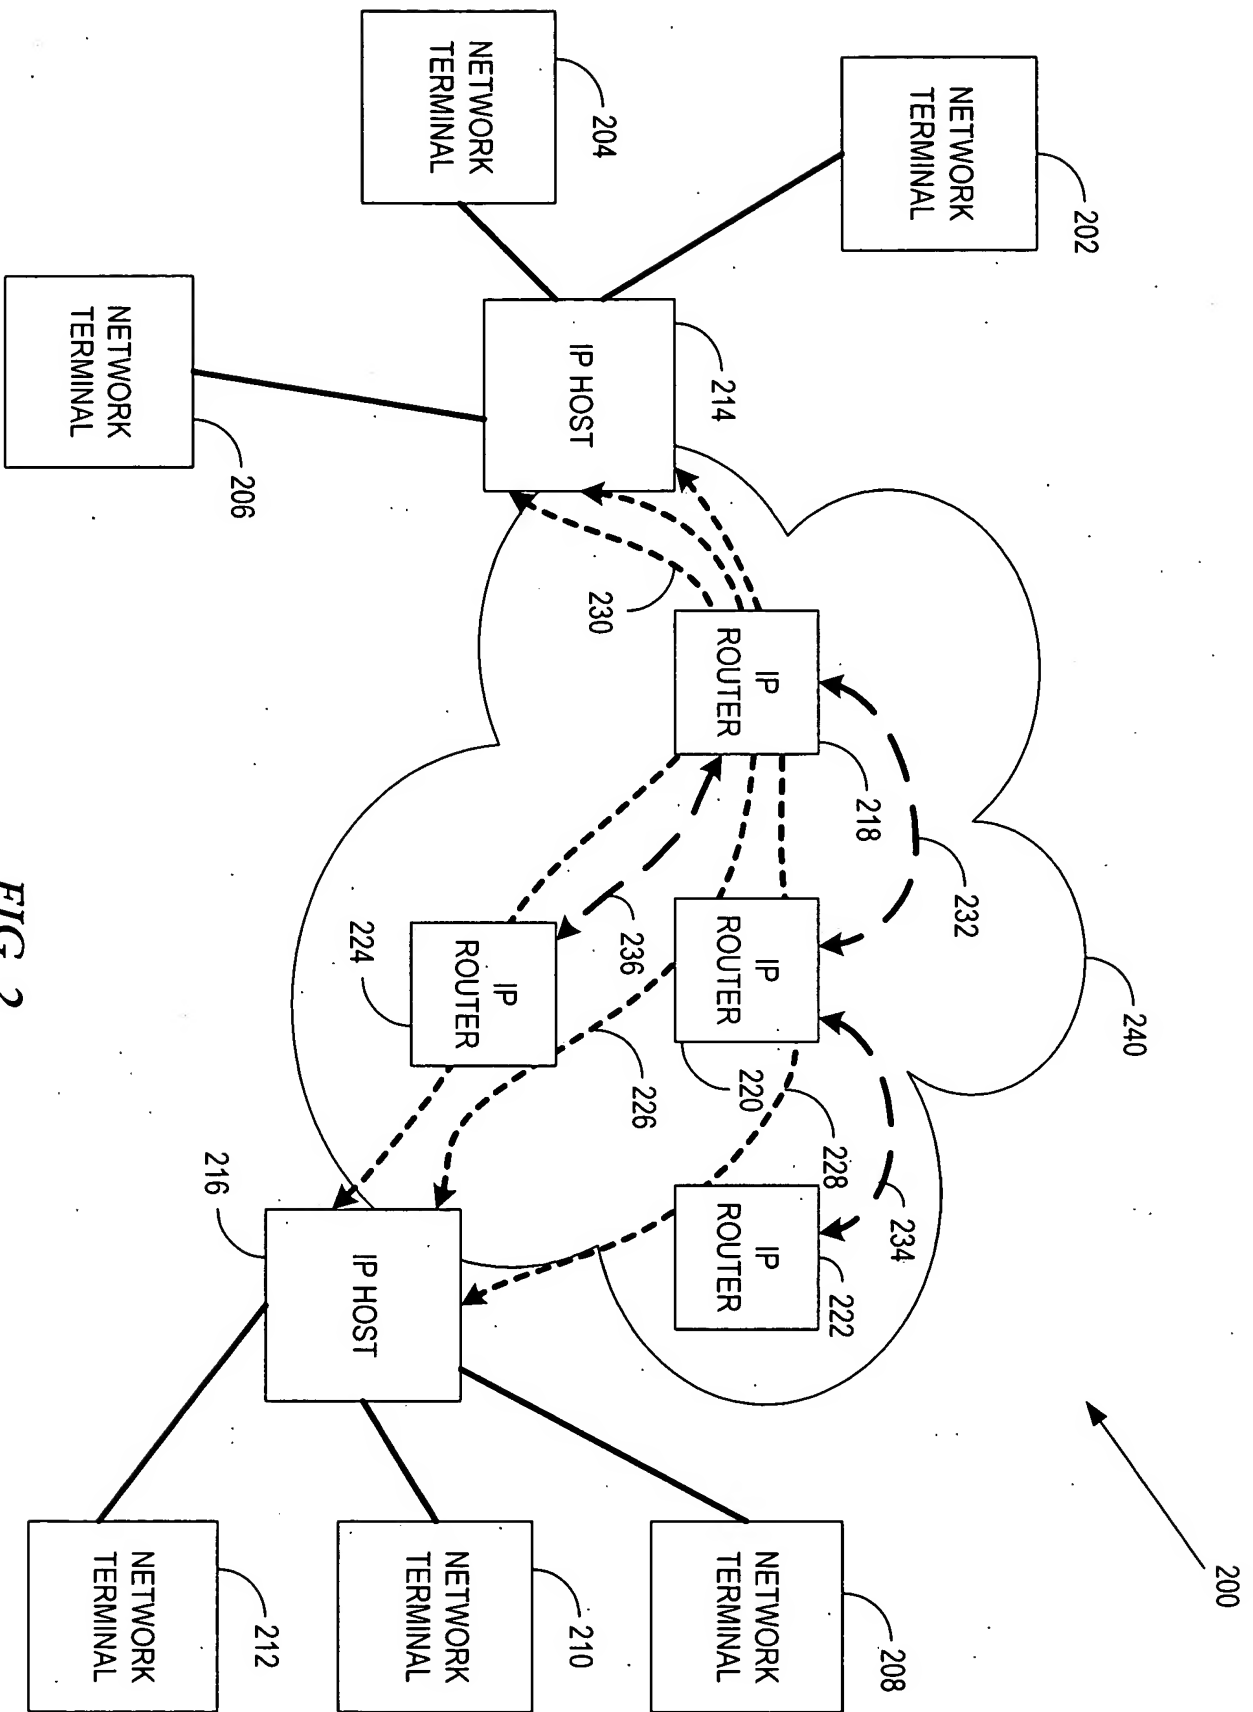 200
NETWORK
TERMINAL
202
NETWORK
TERMINAL
204
NETWORK
TERMINAL
206
IP HOST
214
240
232
234
IP
ROUTER
218
IP
ROUTER
220
IP
ROUTER
222
228
230
236
226
IP
ROUTER
224
IP HOST
216
NETWORK
TERMINAL
208
NETWORK
TERMINAL
210
NETWORK
TERMINAL
212
FIG. 2